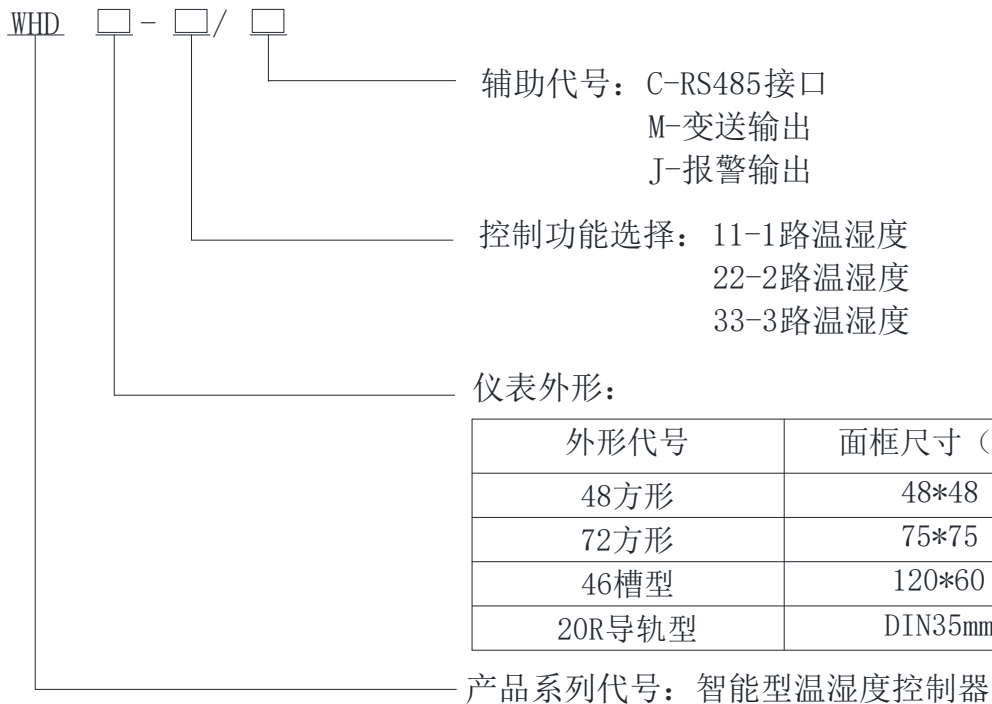 WHD □-□/□
辅助代号: C-RS485接口
M-变送输出
J-报警输出
控制功能选择: 11-1路温湿度
22-2路温湿度
33-3路温湿度
仪表外形:
外形代号 面框尺寸（
48方形 48*48
72方形 75*75
46槽型 120*60
20R导轨型 DIN35mm
产品系列代号: 智能型温湿度控制器